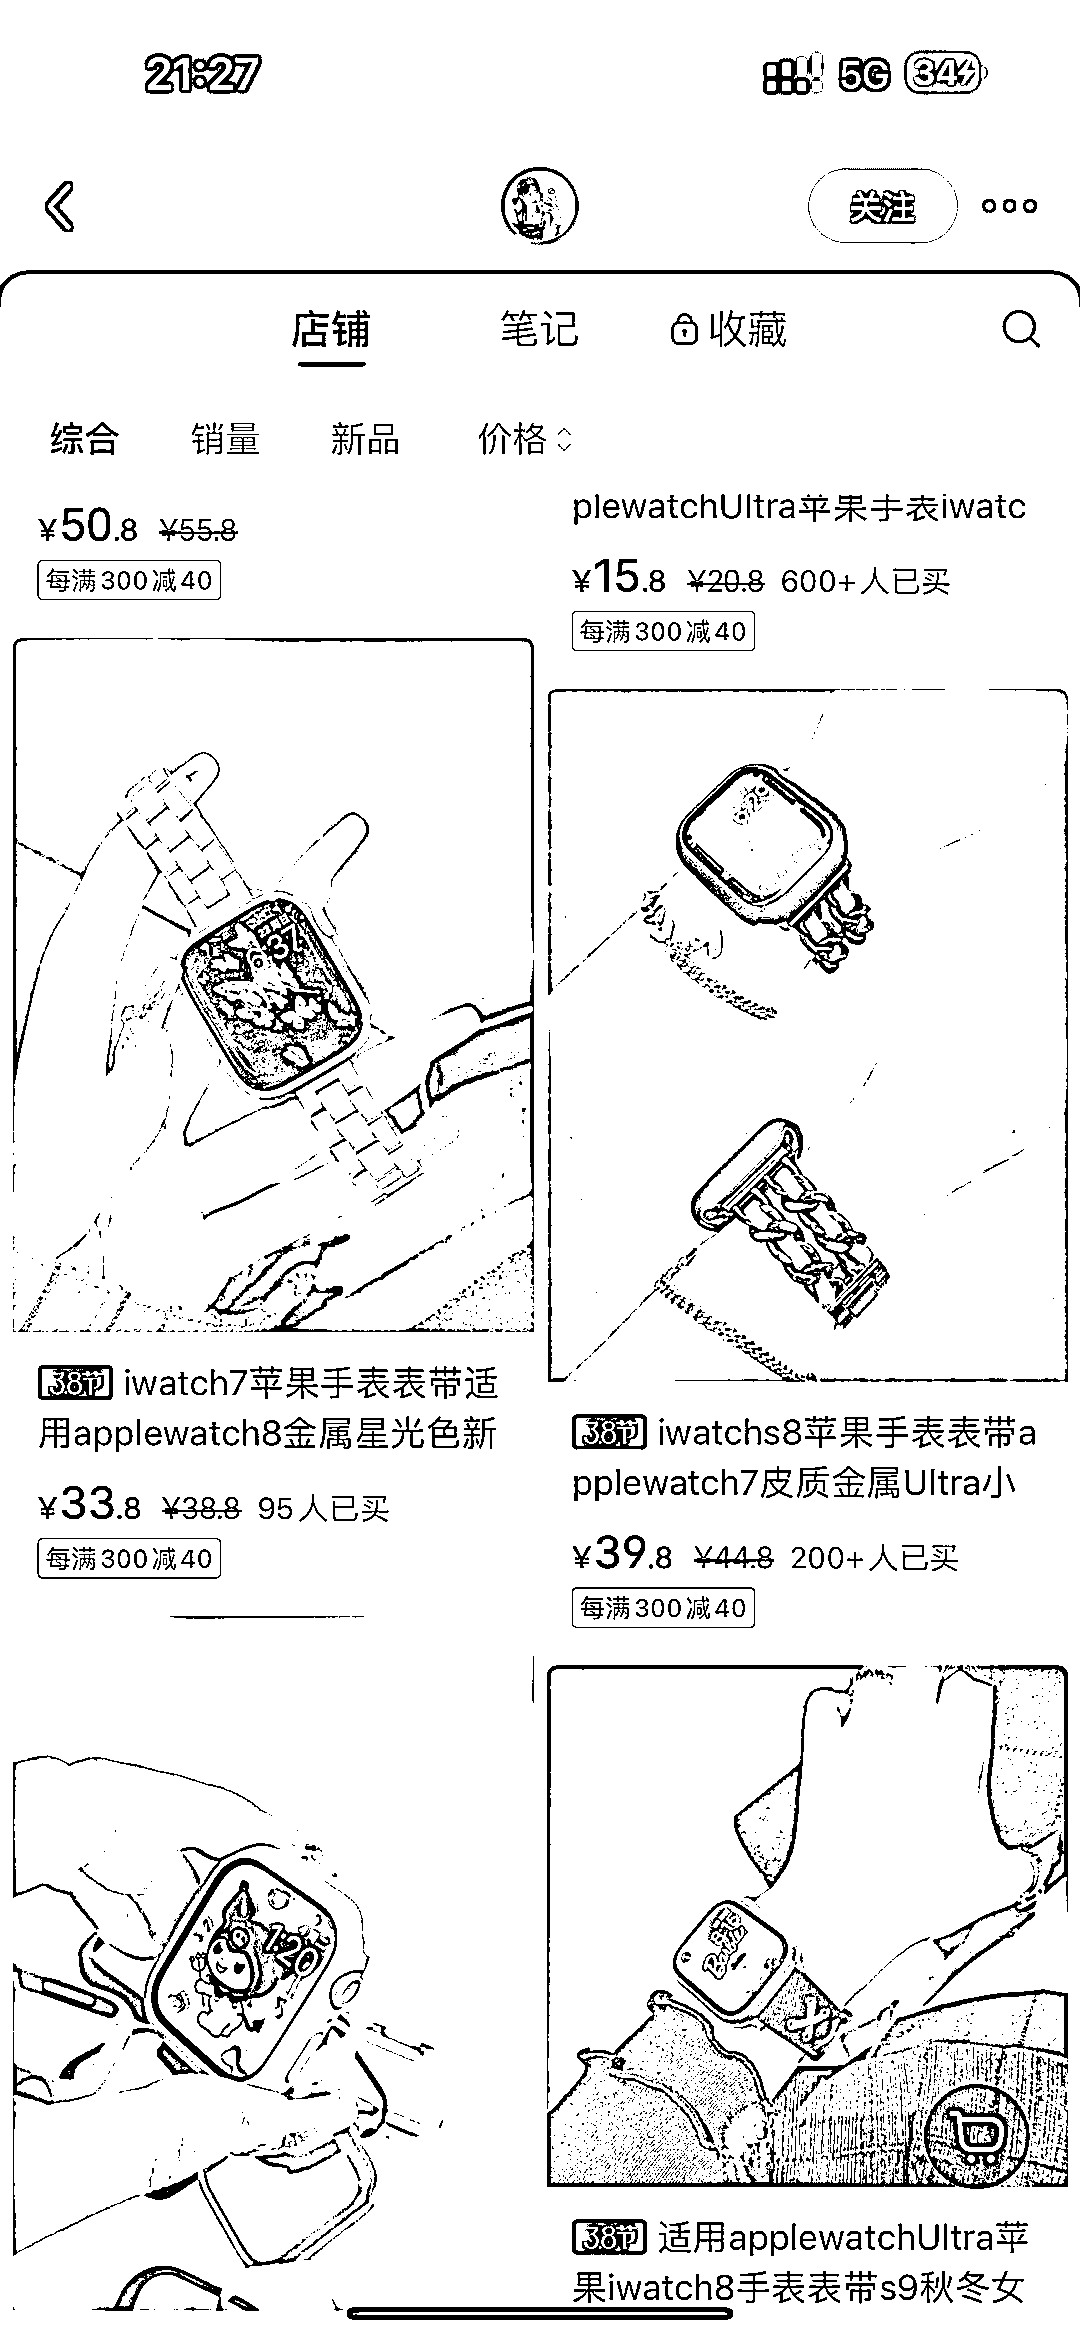 21:27
5G 34
关注
店铺 笔记 收藏
综合 销量 新品 价格
¥50.8 ¥55.8
每满300减40
plewatchUltra苹果手表iwatc
¥15.8 ¥20.8 600+人已买
每满300减40
6:37
38节 iwatch7苹果手表表带适
用applewatch8金属星光色新
¥33.8 ¥38.8 95人已买
每满300减40
38节 iwatchs8苹果手表表带a
pplewatch7皮质金属Ultra小
¥39.8 ¥44.8 200+人已买
每满300减40
38节 适用applewatchUltra苹
果iwatch8手表表带s9秋冬女